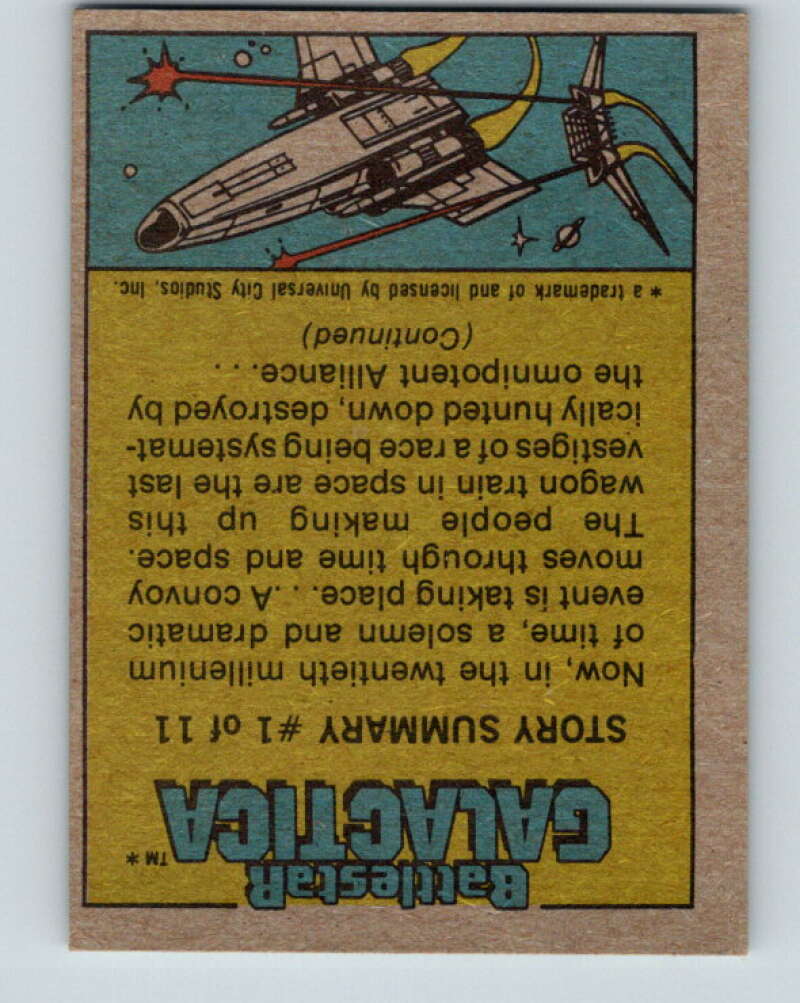 Battlestar
GALACTICA™*
STORY SUMMARY #1 of 11
Now, in the twentieth millenium
of time, a solemn and dramatic
event is taking place. . .A convoy
moves through time and space.
The people making up this
wagon train in space are the last
vestiges of a race being systemat-
ically hunted down, destroyed by
the omnipotent Alliance. . .
(Continued)
* a trademark of and licensed by Universal City Studios, Inc.